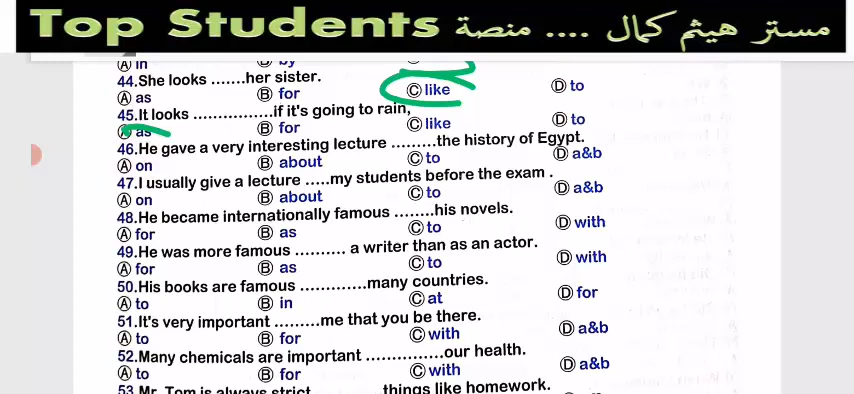 Top Students مستر هيثم كمال .... منصة
Ⓐ in Ⓑ by
44.She looks .......her sister.
Ⓐ as Ⓑ for Ⓒ like Ⓓ to
45.It looks ................if it's going to rain,
Ⓐ as Ⓑ for Ⓒ like Ⓓ to
46.He gave a very interesting lecture .........the history of Egypt.
Ⓐ on Ⓑ about Ⓒ to Ⓓ a&b
47.I usually give a lecture .....my students before the exam .
Ⓐ on Ⓑ about Ⓒ to Ⓓ a&b
48.He became internationally famous ........his novels.
Ⓐ for Ⓑ as Ⓒ to Ⓓ with
49.He was more famous .......... a writer than as an actor.
Ⓐ for Ⓑ as Ⓒ to Ⓓ with
50.His books are famous .............many countries.
Ⓐ to Ⓑ in Ⓒ at Ⓓ for
51.It's very important .........me that you be there.
Ⓐ to Ⓑ for Ⓒ with Ⓓ a&b
52.Many chemicals are important ...............our health.
Ⓐ to Ⓑ for Ⓒ with Ⓓ a&b
53.Mr. Tom is always strict .............things like homework.